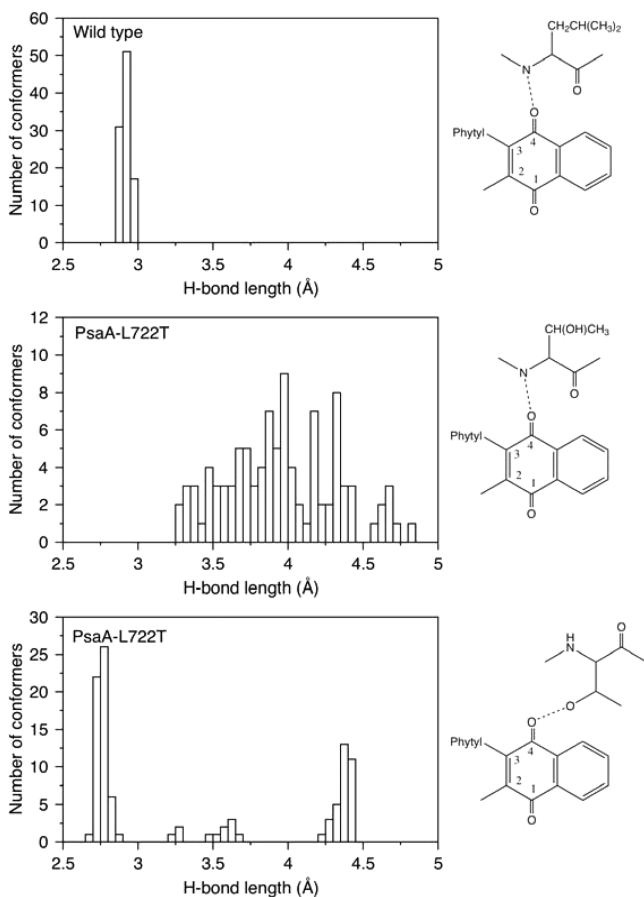 Wild type
60
50
40
30
20
10
0
Number of conformers
2.5
3
3.5
4
4.5
5
H-bond length (Å)
CH₂CH(CH₃)₂
N
O
O
4
Phytyl
3
2
1
O
PsaA-L722T
12
10
8
6
4
2
0
Number of conformers
2.5
3
3.5
4
4.5
5
H-bond length (Å)
CH(OH)CH₃
N
O
O
4
Phytyl
3
2
1
O
PsaA-L722T
30
25
20
15
10
5
0
Number of conformers
2.5
3
3.5
4
4.5
5
H-bond length (Å)
H
N
O
O
O
4
Phytyl
3
2
1
O